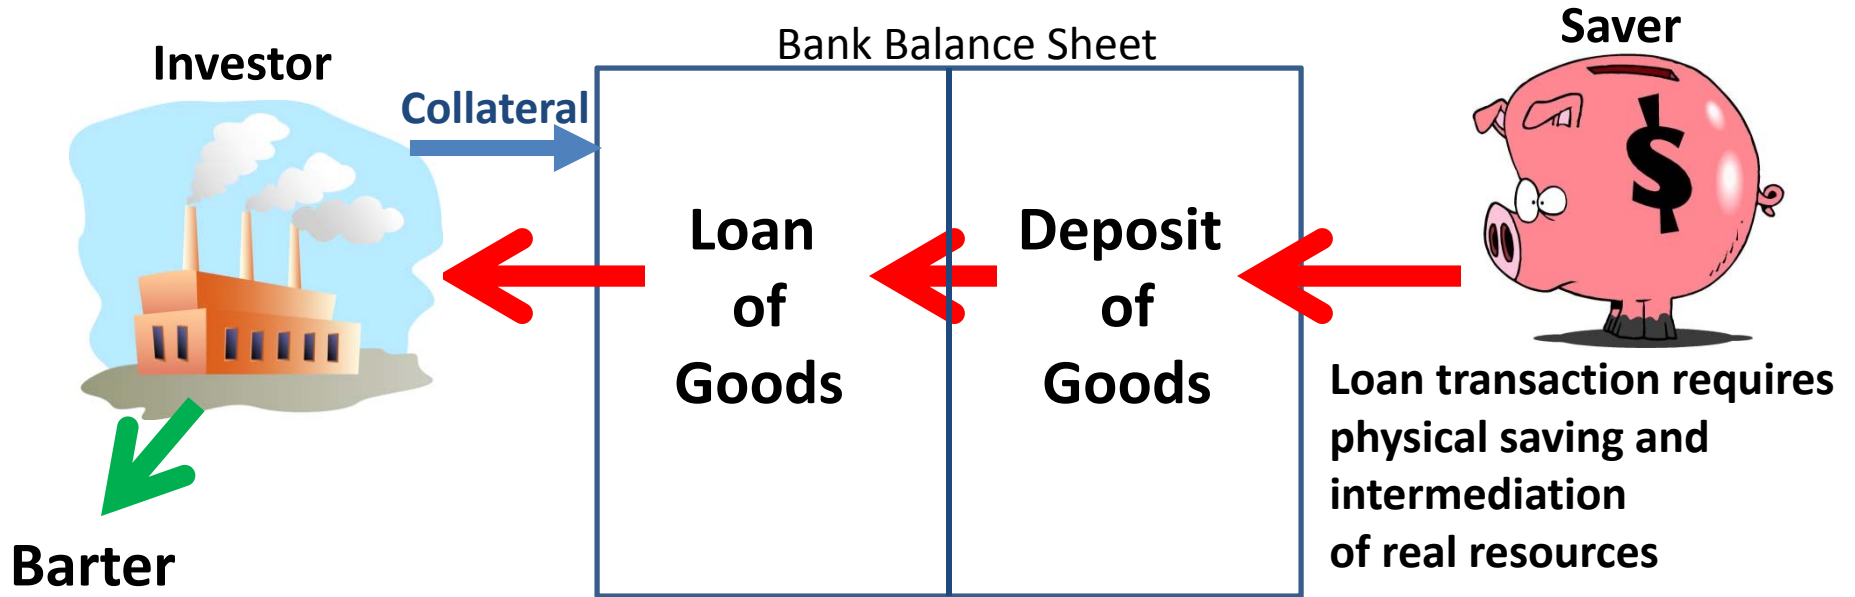 Bank Balance Sheet
Investor
Collateral
Loan
of
Goods
Deposit
of
Goods
Saver
$
Loan transaction requires
physical saving and
intermediation
of real resources
Barter